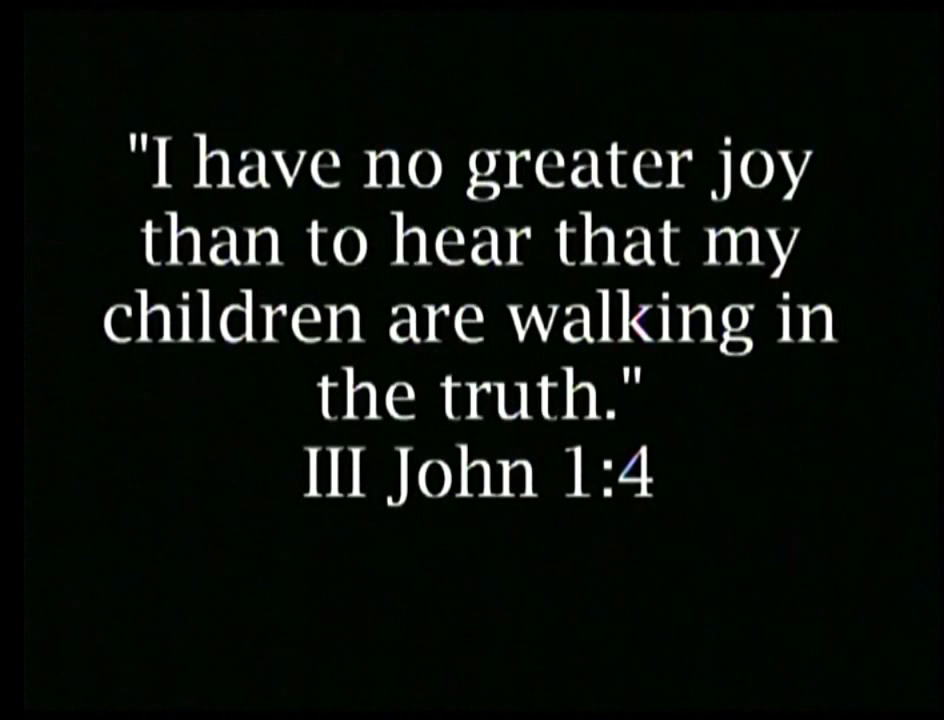 "I have no greater joy
than to hear that my
children are walking in
the truth."
III John 1:4